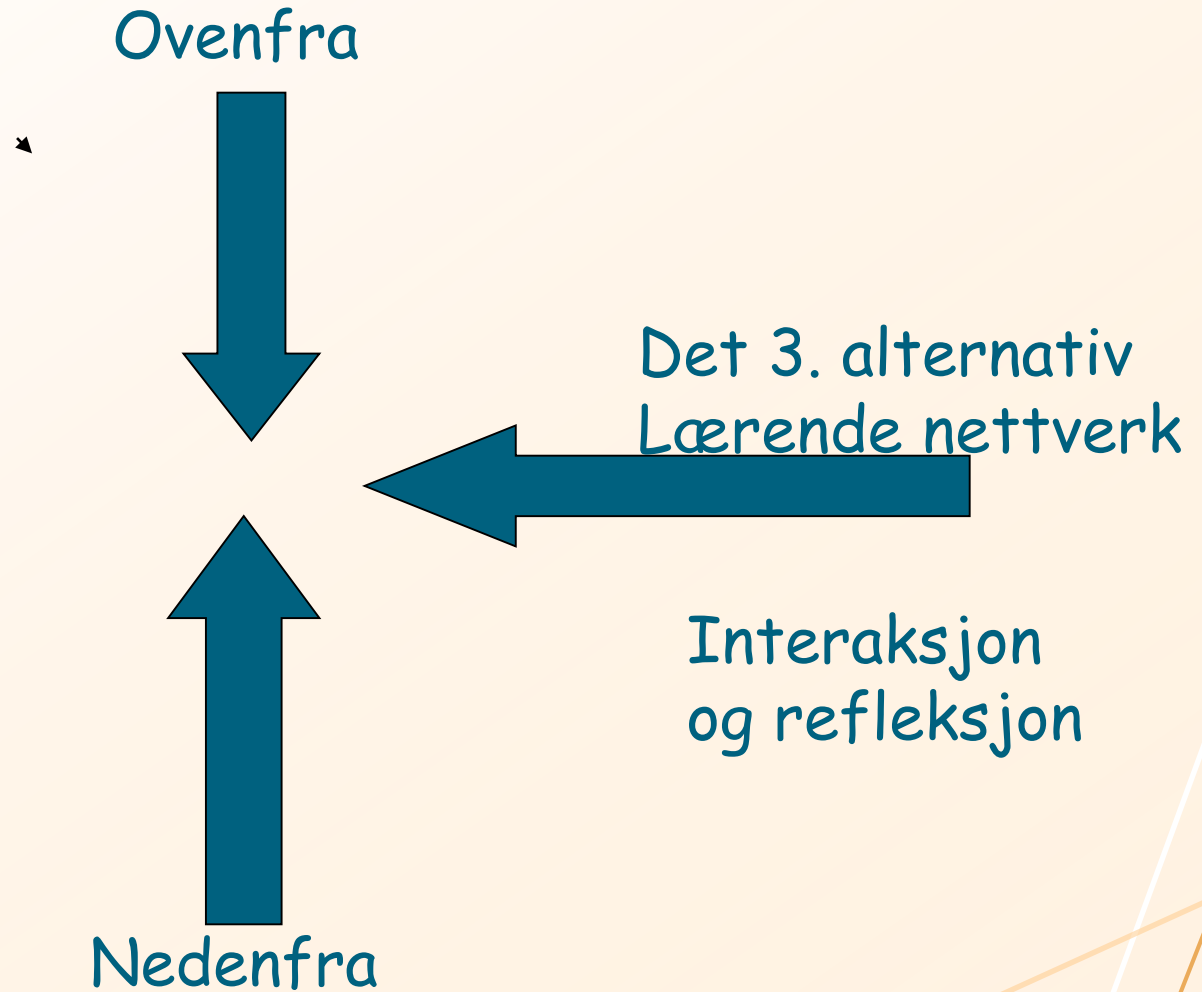 Ovenfra
Det 3. alternativ
Lærende nettverk
Interaksjon
og refleksjon
Nedenfra